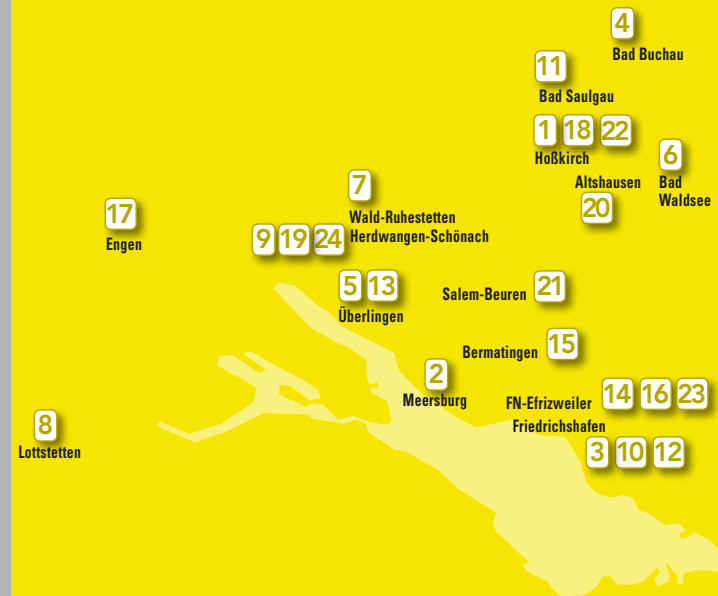 4
Bad Buchau
11
Bad Saulgau
1 18 22
Hoßkirch
6
Bad
Waldsee
Altshausen
20
7
Wald-Ruhestetten
17
Engen
9 19 24
Herdwangen-Schönach
5 13
Überlingen
Salem-Beuren 21
Bermatingen 15
2
Meersburg
FN-Efrizweiler 14 16 23
Friedrichshafen
3 10 12
8
Lottstetten